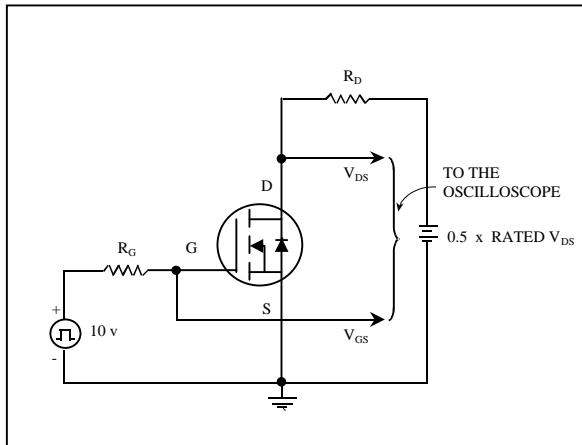 R_D
TO THE
OSCILLOSCOPE
D
V_DS
0.5 x RATED V_DS
R_G
G
S
+
10 v
-
V_GS